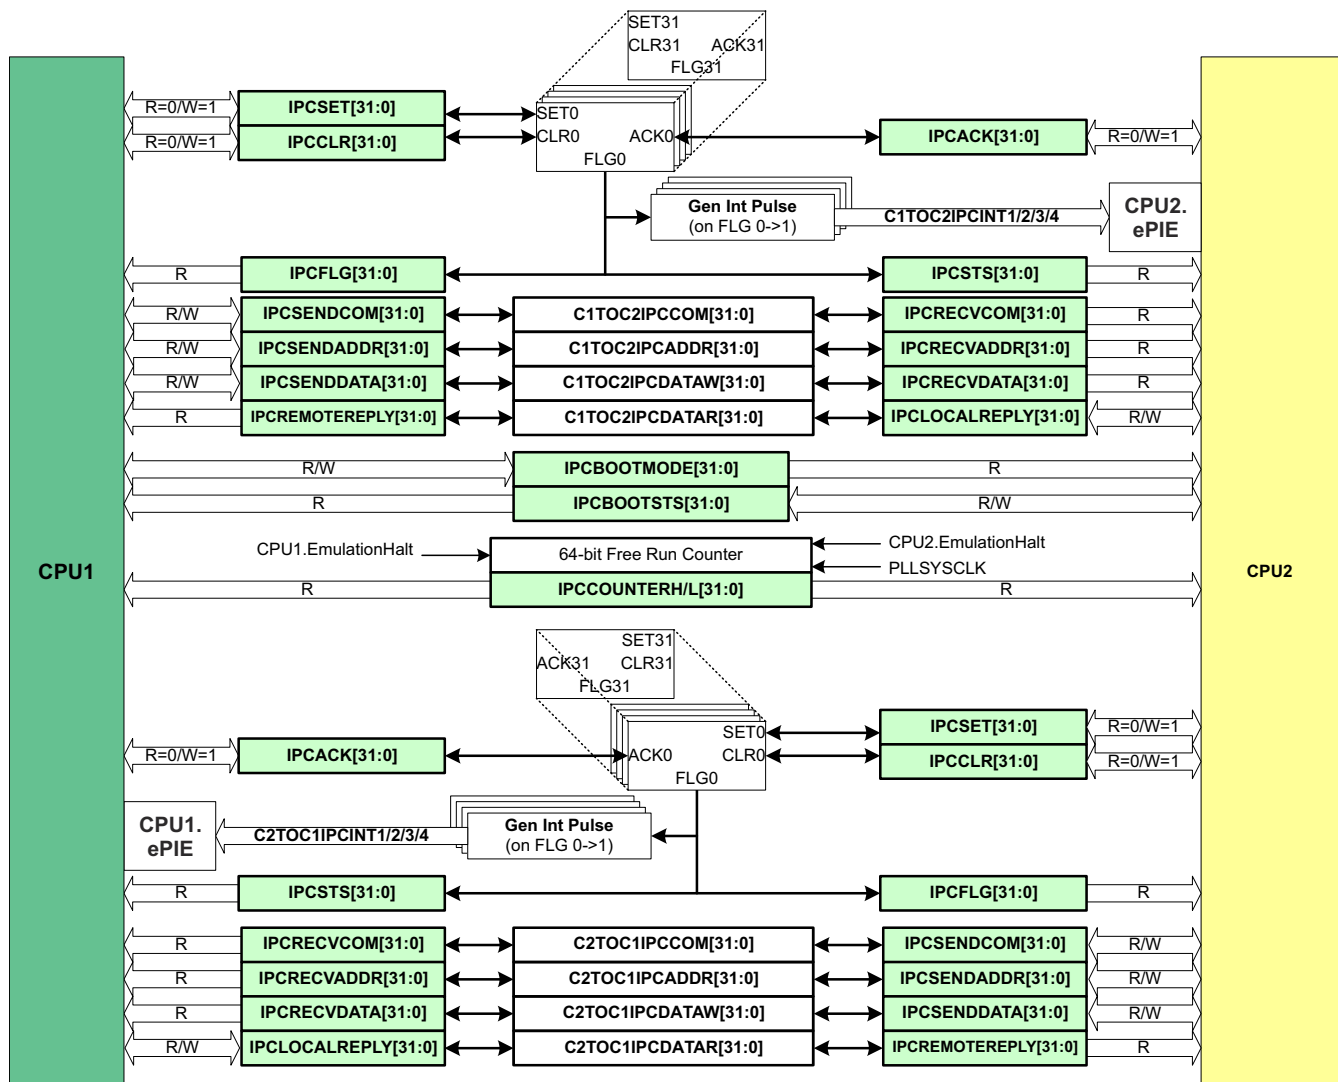 SET31
CLR31 ACK31
FLG31
R=0/W=1 IPCSET[31:0] SET0
R=0/W=1 IPCCLR[31:0] CLR0 ACK0 IPCACK[31:0] R=0/W=1
FLG0
Gen Int Pulse
(on FLG 0->1)
C1TOC2IPCINT1/2/3/4
CPU2.
ePIE
R IPCFLG[31:0] IPCSTS[31:0] R
R/W IPCSENDCOM[31:0] C1TOC2IPCCOM[31:0] IPCRECVCOM[31:0] R
R/W IPCSENDADDR[31:0] C1TOC2IPCADDR[31:0] IPCRECVADDR[31:0] R
R/W IPCSENDDATA[31:0] C1TOC2IPCDATAW[31:0] IPCRECVDATA[31:0] R
R IPCREMOTEREPLY[31:0] C1TOC2IPCDATAR[31:0] IPCLOCALREPLY[31:0] R/W
R/W IPCBOOTMODE[31:0] R
R IPCBOOTSTS[31:0] R/W
CPU1.EmulationHalt 64-bit Free Run Counter CPU2.EmulationHalt
PLLSYSCLK
CPU1
CPU2
R IPCCOUNTERH/L[31:0] R
SET31
ACK31 CLR31
FLG31
SET0 IPCSET[31:0] R=0/W=1
R=0/W=1 IPCACK[31:0] ACK0 CLR0 IPCCLR[31:0] R=0/W=1
FLG0
CPU1.
ePIE
C2TOC1IPCINT1/2/3/4
Gen Int Pulse
(on FLG 0->1)
R IPCSTS[31:0] IPCFLG[31:0] R
R IPCRECVCOM[31:0] C2TOC1IPCCOM[31:0] IPCSENDCOM[31:0] R/W
R IPCRECVADDR[31:0] C2TOC1IPCADDR[31:0] IPCSENDADDR[31:0] R/W
R IPCRECVDATA[31:0] C2TOC1IPCDATAW[31:0] IPCSENDDATA[31:0] R/W
R/W IPCLOCALREPLY[31:0] C2TOC1IPCDATAR[31:0] IPCREMOTEREPLY[31:0] R